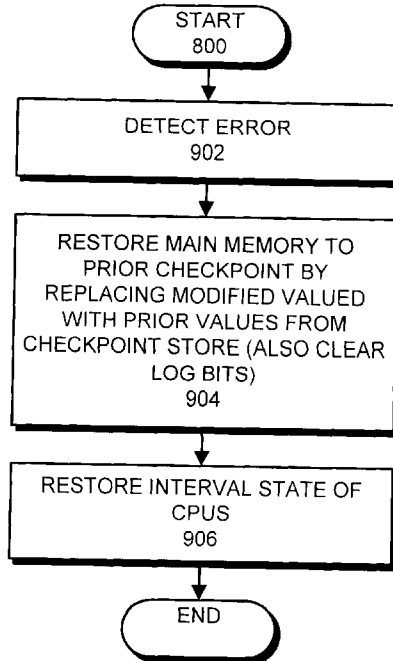 START
800
DETECT ERROR
902
RESTORE MAIN MEMORY TO
PRIOR CHECKPOINT BY
REPLACING MODIFIED VALUED
WITH PRIOR VALUES FROM
CHECKPOINT STORE (ALSO CLEAR
LOG BITS)
904
RESTORE INTERVAL STATE OF
CPUS
906
END